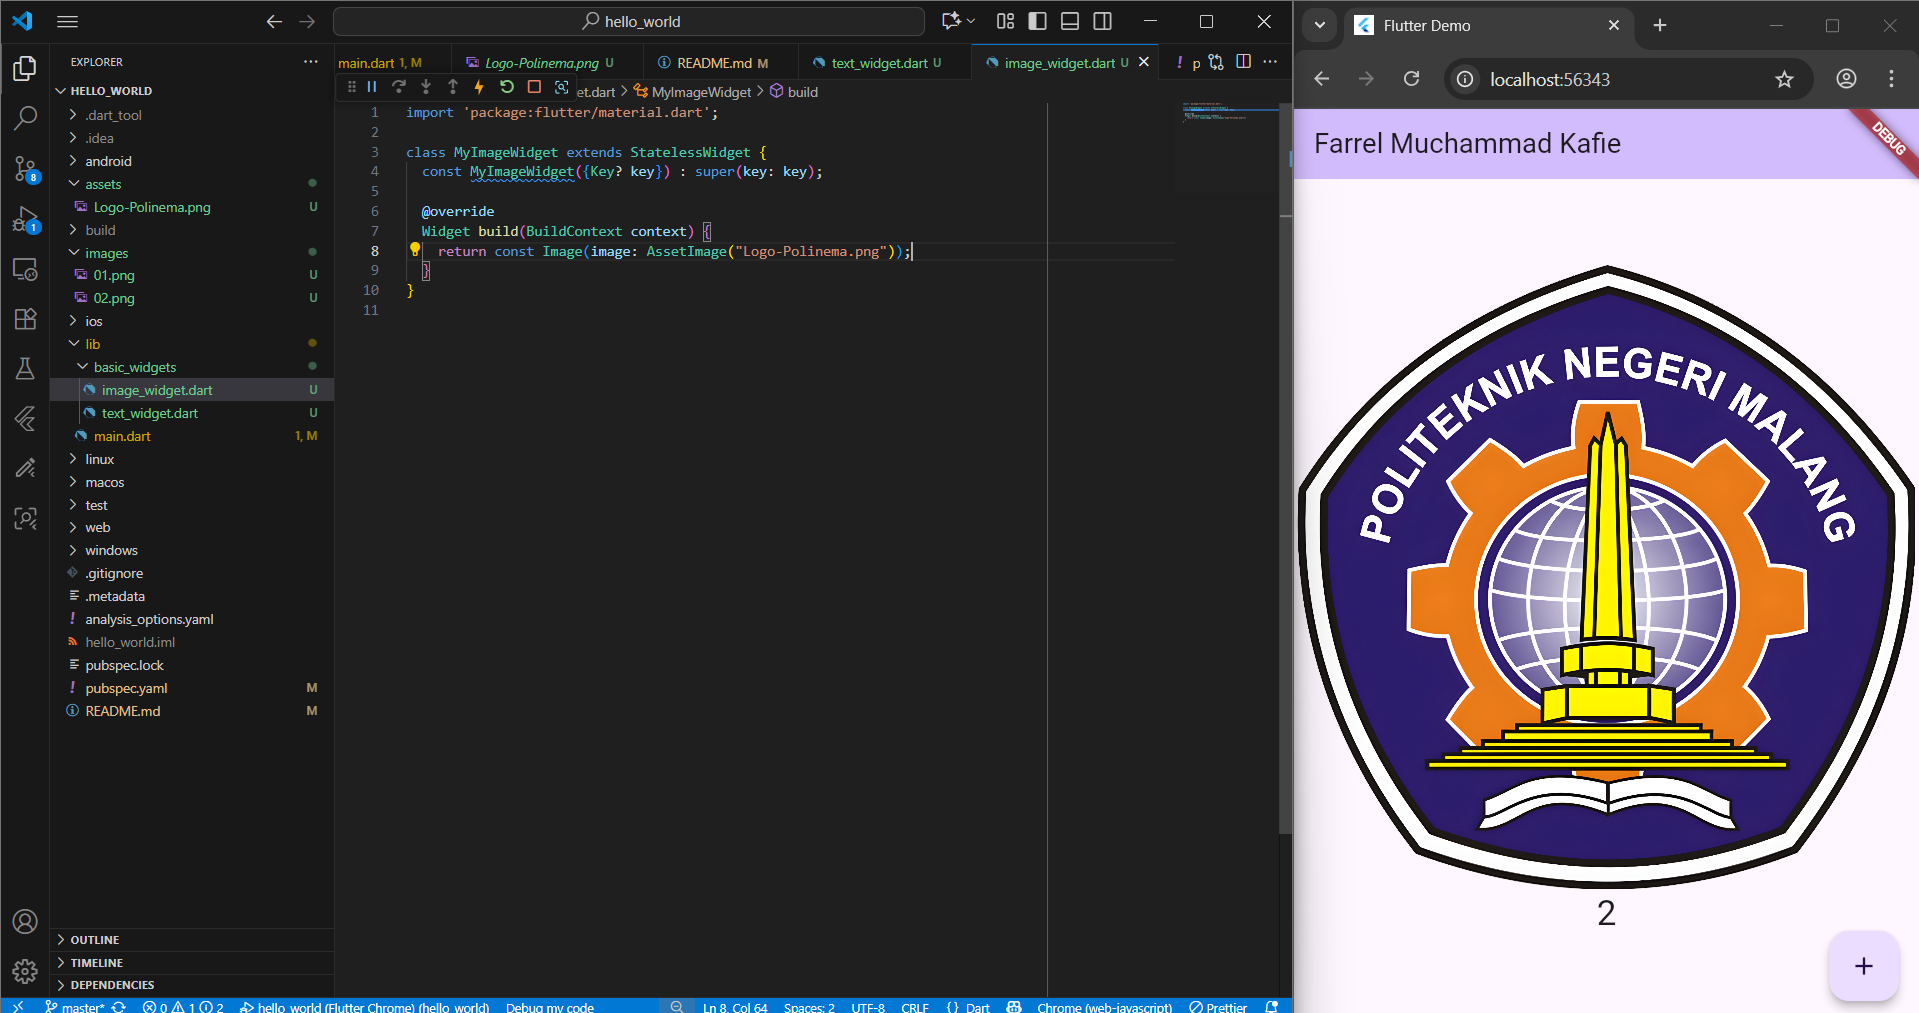 hello_world
EXPLORER
HELLO_WORLD
.dart_tool
.idea
android
assets
Logo-Polinema.png U
build
images
01.png U
02.png U
ios
lib
basic_widgets
image_widget.dart U
text_widget.dart U
main.dart 1, M
linux
macos
test
web
windows
.gitignore
.metadata
analysis_options.yaml
hello_world.iml
pubspec.lock
pubspec.yaml M
README.md M
OUTLINE
TIMELINE
DEPENDENCIES
8
1
main.dart 1, M
Logo-Polinema.png U
README.md M
text_widget.dart U
image_widget.dart U
! p
et.dart > MyImageWidget > build
1 import 'package:flutter/material.dart';
2
3 class MyImageWidget extends StatelessWidget {
4 const MyImageWidget({Key? key}) : super(key: key);
5
6 @override
7 Widget build(BuildContext context) {
8 return const Image(image: AssetImage("Logo-Polinema.png"));
9 }
10 }
11
master* 0 1 2 hello_world (Flutter Chrome) (hello_world) Debug my code Ln 8, Col 64 Spaces: 2 UTF-8 CRLF {} Dart Chrome (web-javascript) Prettier
Flutter Demo
localhost:56343
Farrel Muchammad Kafie
DEBUG
POLITEKNIK NEGERI MALANG
2
+